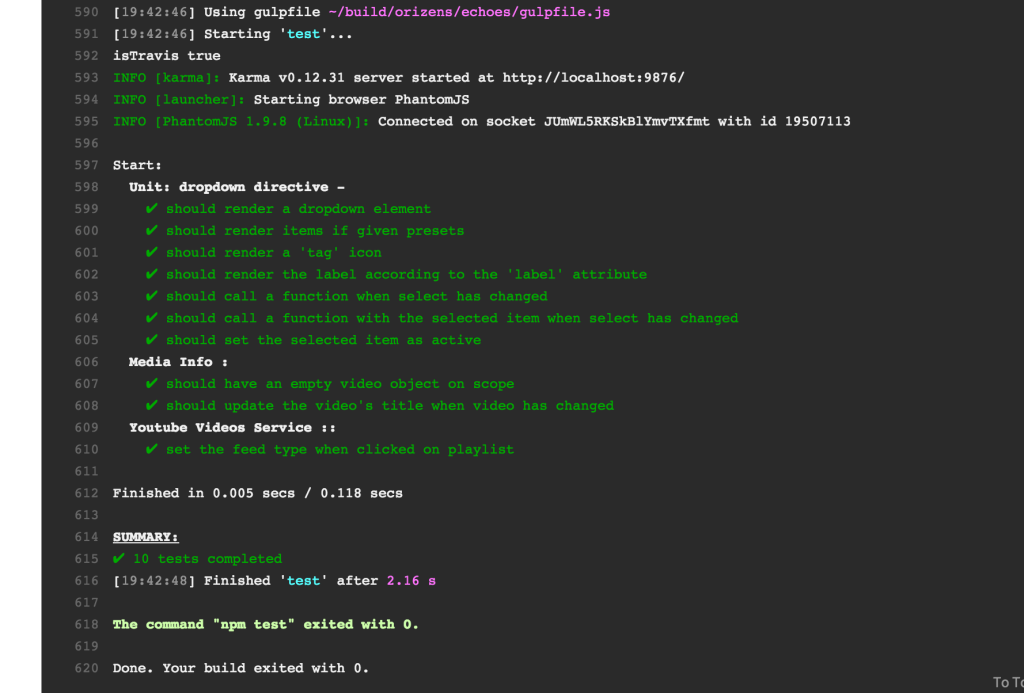 590 [19:42:46] Using gulpfile ~/build/orizens/echoes/gulpfile.js
591 [19:42:46] Starting 'test'...
592 isTravis true
593 INFO [karma]: Karma v0.12.31 server started at http://localhost:9876/
594 INFO [launcher]: Starting browser PhantomJS
595 INFO [PhantomJS 1.9.8 (Linux)]: Connected on socket JUmWL5RKSkBlYmvTXfmt with id 19507113
596
597 Start:
598 Unit: dropdown directive -
599 ✔ should render a dropdown element
600 ✔ should render items if given presets
601 ✔ should render a 'tag' icon
602 ✔ should render the label according to the 'label' attribute
603 ✔ should call a function when select has changed
604 ✔ should call a function with the selected item when select has changed
605 ✔ should set the selected item as active
606 Media Info :
607 ✔ should have an empty video object on scope
608 ✔ should update the video's title when video has changed
609 Youtube Videos Service ::
610 ✔ set the feed type when clicked on playlist
611
612 Finished in 0.005 secs / 0.118 secs
613
614 SUMMARY:
615 ✔ 10 tests completed
616 [19:42:48] Finished 'test' after 2.16 s
617
618 The command "npm test" exited with 0.
619
620 Done. Your build exited with 0.
To